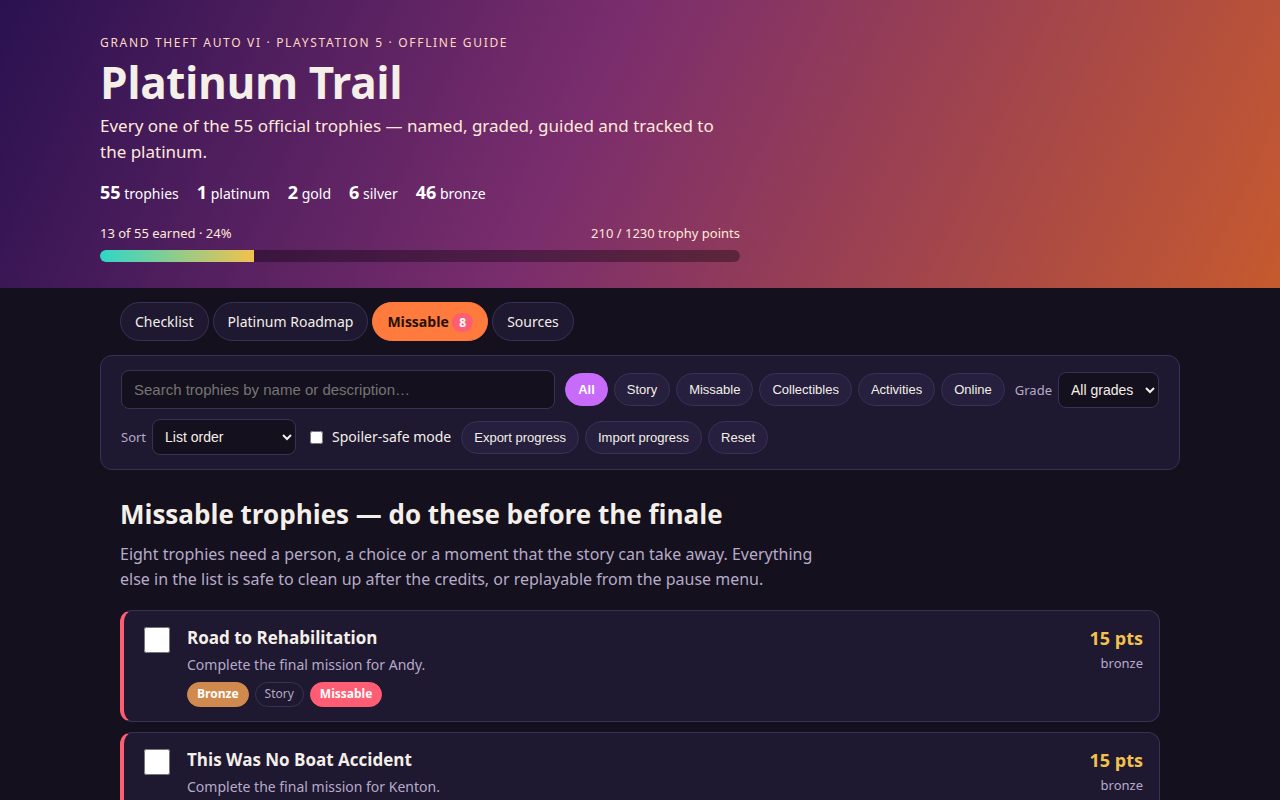 GRAND THEFT AUTO VI · PLAYSTATION 5 · OFFLINE GUIDE
Platinum Trail
Every one of the 55 official trophies — named, graded, guided and tracked to
the platinum.
55 trophies 1 platinum 2 gold 6 silver 46 bronze
13 of 55 earned · 24% 210 / 1230 trophy points
Checklist Platinum Roadmap Missable 8 Sources
Search trophies by name or description… All Story Missable Collectibles Activities Online Grade All grades
Sort List order Spoiler-safe mode Export progress Import progress Reset
Missable trophies — do these before the finale
Eight trophies need a person, a choice or a moment that the story can take away. Everything
else in the list is safe to clean up after the credits, or replayable from the pause menu.
Road to Rehabilitation 15 pts
Complete the final mission for Andy. bronze
Bronze Story Missable
This Was No Boat Accident 15 pts
Complete the final mission for Kenton. bronze